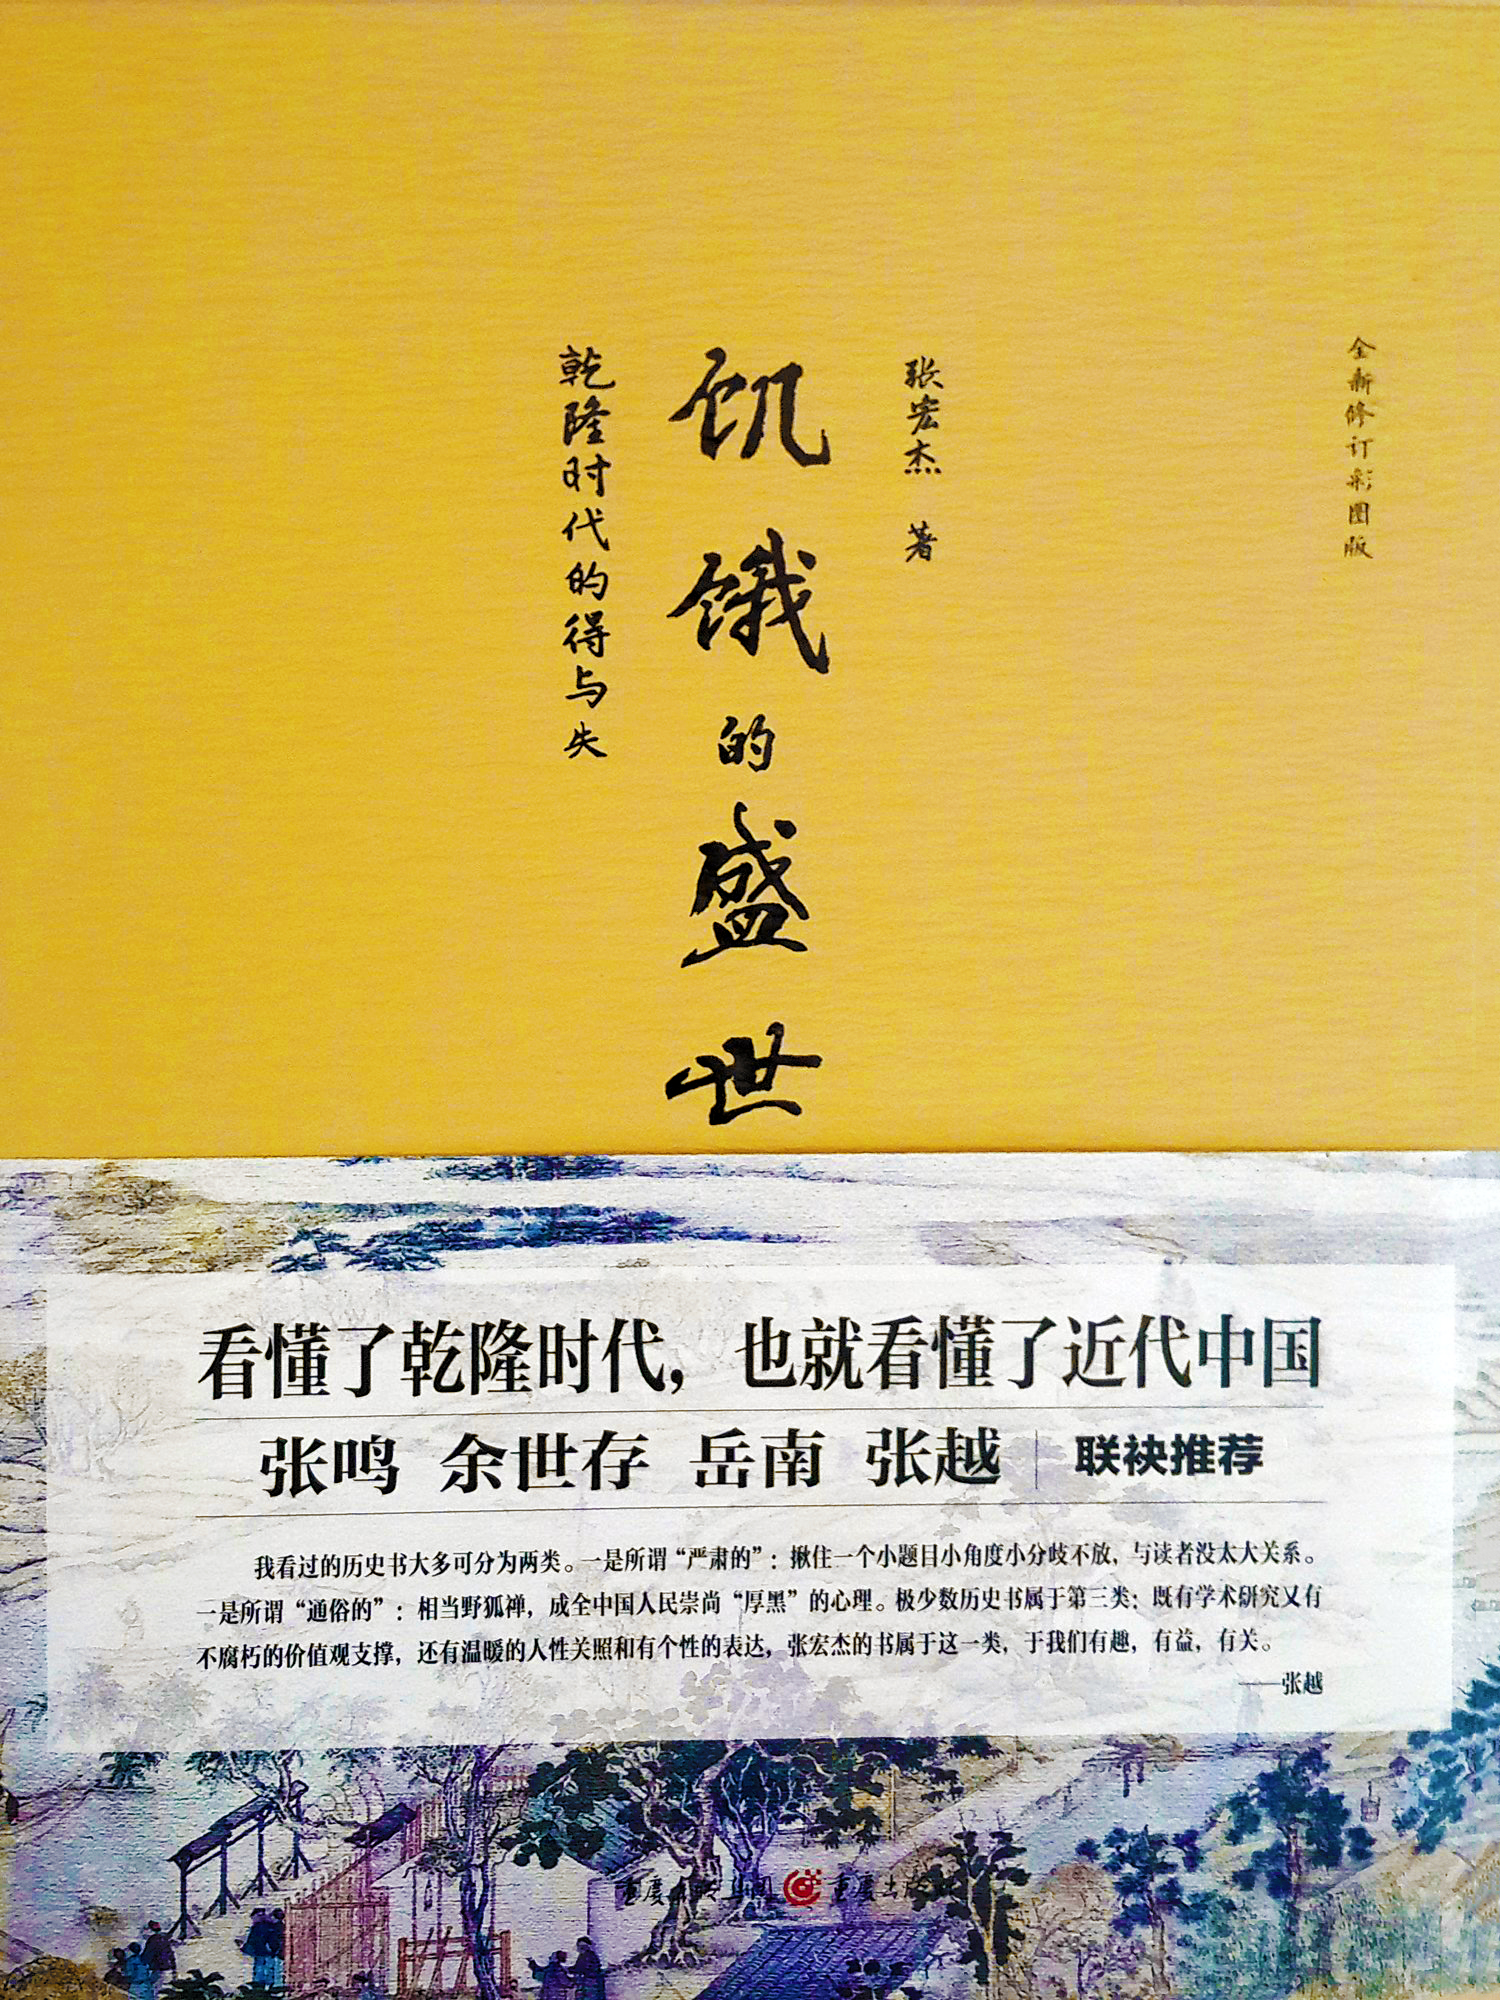 全新修订彩图版
张宏杰 著
饥饿的盛世
乾隆时代的得与失
看懂了乾隆时代，也就看懂了近代中国
张鸣 余世存 岳南 张越 联袂推荐
我看过的历史书大多可分为两类。一是所谓“严肃的”：揪住一个小题目小角度小分歧不放，与读者没太大关系。
一是所谓“通俗的”：相当野狐禅，成全中国人民崇尚“厚黑”的心理。极少数历史书属于第三类：既有学术研究又有
不腐朽的价值观支撑，还有温暖的人性关照和有个性的表达，张宏杰的书属于这一类，于我们有趣，有益，有关。
——张越
重庆出版